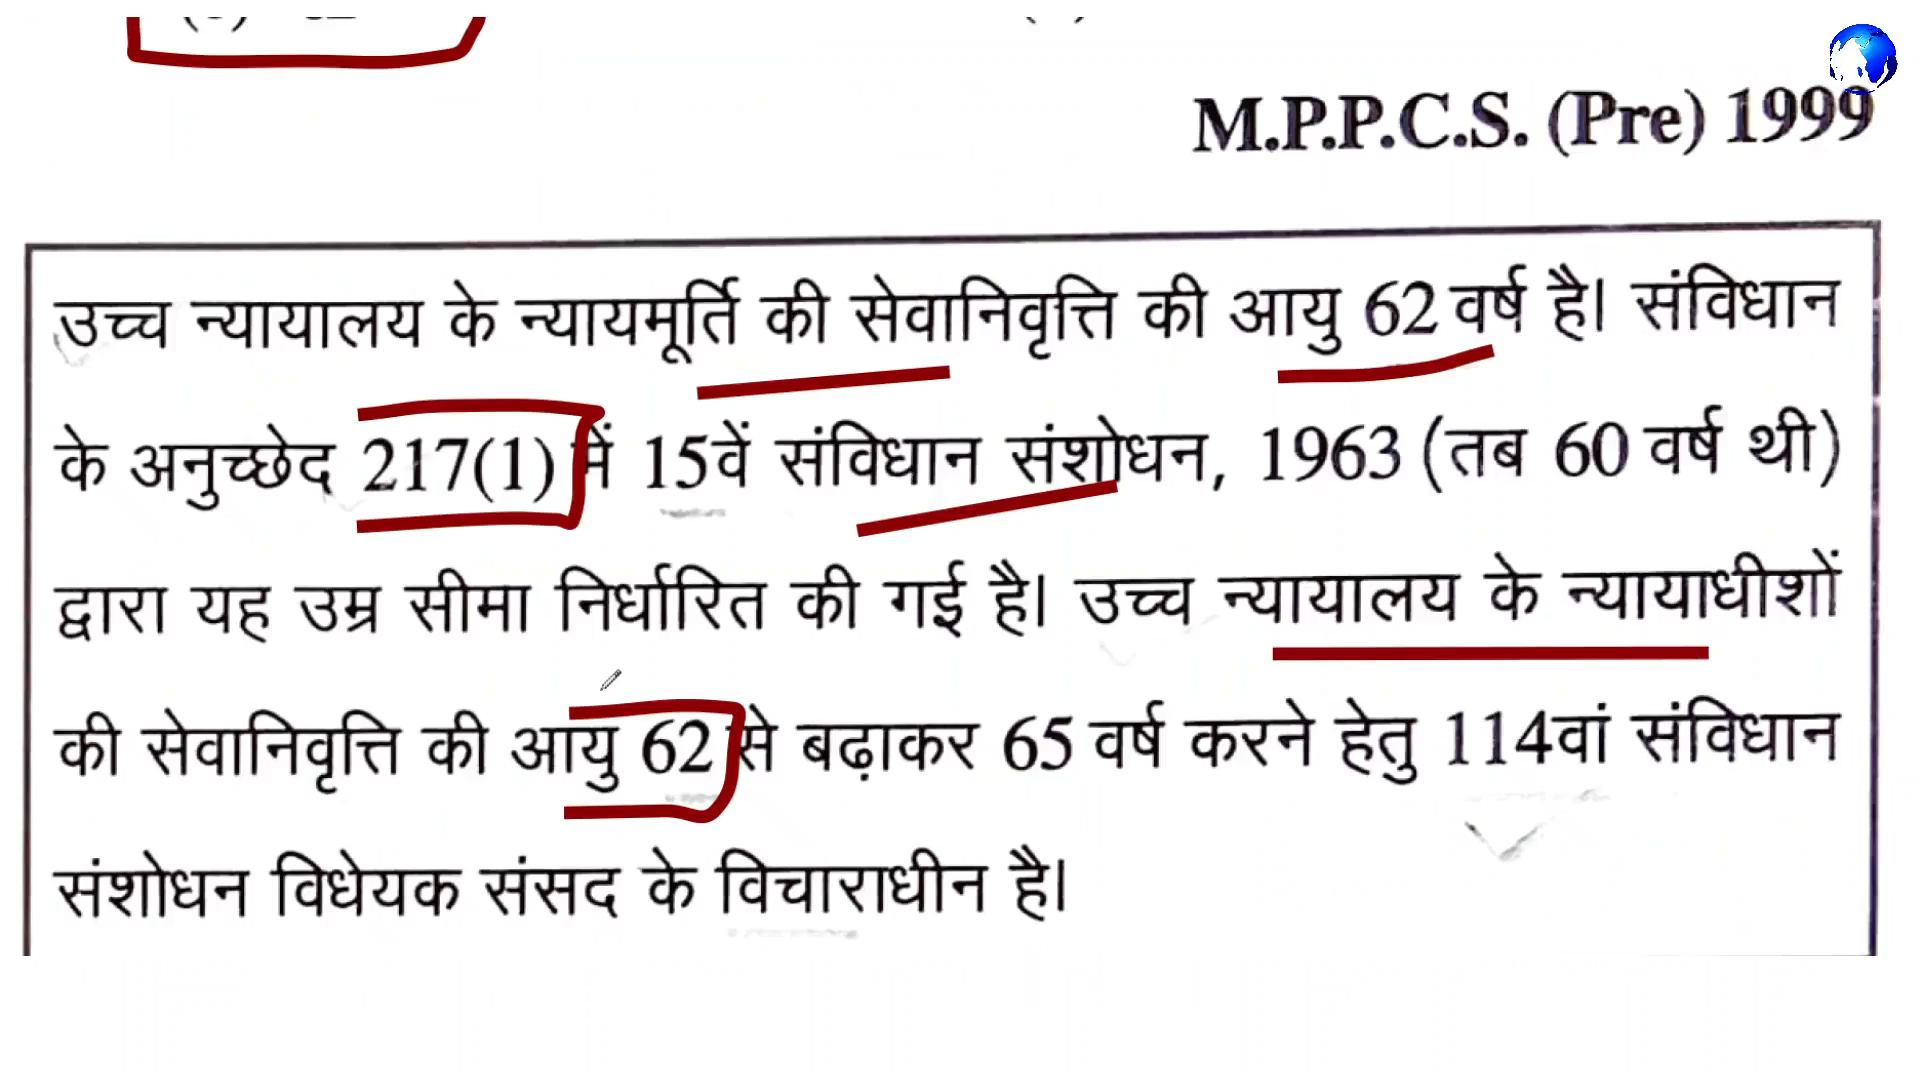 M.P.P.C.S. (Pre) 1999
उच्च न्यायालय के न्यायमूर्ति की सेवानिवृत्ति की आयु 62 वर्ष है। संविधान
के अनुच्छेद 217(1) में 15वें संविधान संशोधन, 1963 (तब 60 वर्ष थी)
द्वारा यह उम्र सीमा निर्धारित की गई है। उच्च न्यायालय के न्यायाधीशों
की सेवानिवृत्ति की आयु 62 से बढ़ाकर 65 वर्ष करने हेतु 114वां संविधान
संशोधन विधेयक संसद के विचाराधीन है।